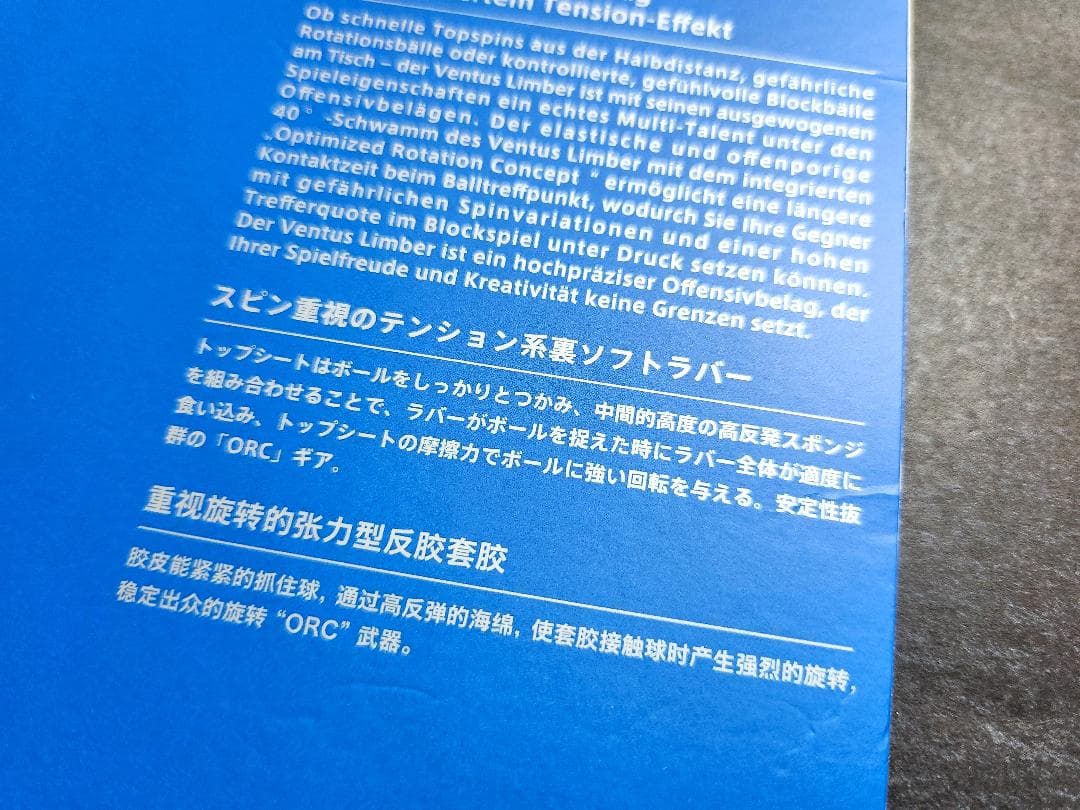 Tension-Effekt
Ob schnelle Topspins aus der Halbdistanz, gefährliche
Rotationsbälle oder kontrollierte, gefühlvolle Blockbälle
am Tisch – der Ventus Limber ist mit seinen ausgewogenen
Spieleigenschaften ein echtes Multi-Talent unter den
Offensivbelägen. Der elastische und offenporige
40° -Schwamm des Ventus Limber mit dem integrierten
„Optimized Rotation Concept “ ermöglicht eine längere
Kontaktzeit beim Balltreffpunkt, wodurch Sie Ihre Gegner
mit gefährlichen Spinvariationen und einer hohen
Trefferquote im Blockspiel unter Druck setzen können.
Der Ventus Limber ist ein hochpräziser Offensivbelag, der
Ihrer Spielfreude und Kreativität keine Grenzen setzt.
スピン重視のテンション系裏ソフトラバー
トップシートはボールをしっかりとつかみ、中間的高度の高反発スポンジ
を組み合わせることで、ラバーがボールを捉えた時にラバー全体が適度に
食い込み、トップシートの摩擦力でボールに強い回転を与える。安定性抜
群の「ORC」ギア。
重视旋转的张力型反胶套胶
胶皮能紧紧的抓住球，通过高反弹的海绵，使套胶接触球时产生强烈的旋转，
稳定出众的旋转 “ORC” 武器。